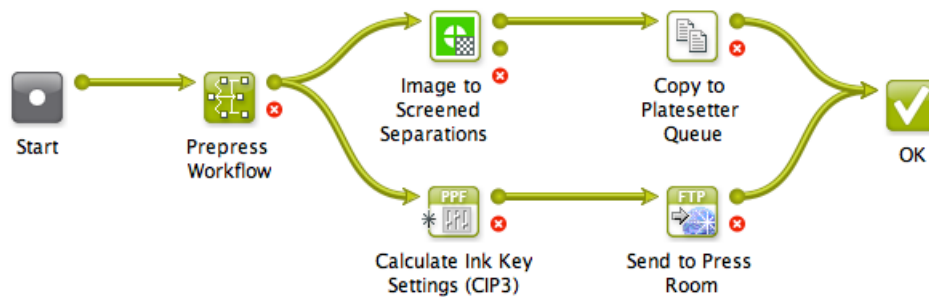 Start
Prepress
Workflow
Image to
Screened
Separations
Copy to
Platesetter
Queue
OK
PPF
Calculate Ink Key
Settings (CIP3)
FTP
Send to Press
Room